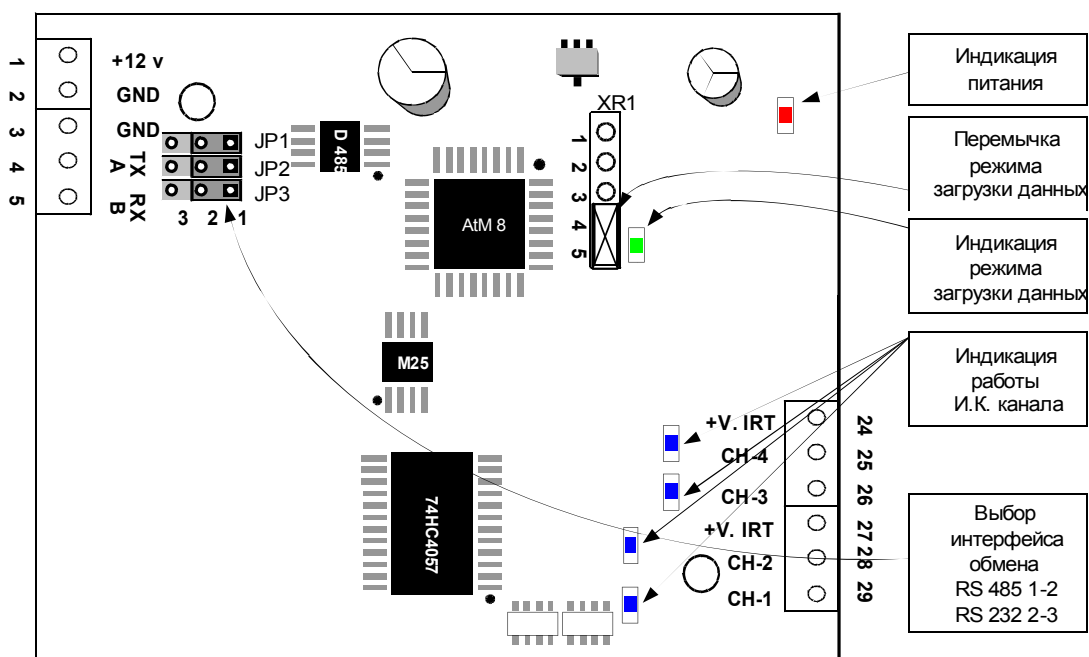 1
+12 v
2
GND
3
GND
4
TX
A
5
RX
B
JP1
JP2
JP3
3 2 1
D 485
XR1
1
2
3
4
5
AtM 8
M25
74HC4057
+V. IRT
24
CH-4
25
CH-3
26
+V. IRT
27
CH-2
28
CH-1
29
Индикация
питания
Перемычка
режима
загрузки данных
Индикация
режима
загрузки данных
Индикация
работы
И.К. канала
Выбор
интерфейса
обмена
RS 485 1-2
RS 232 2-3